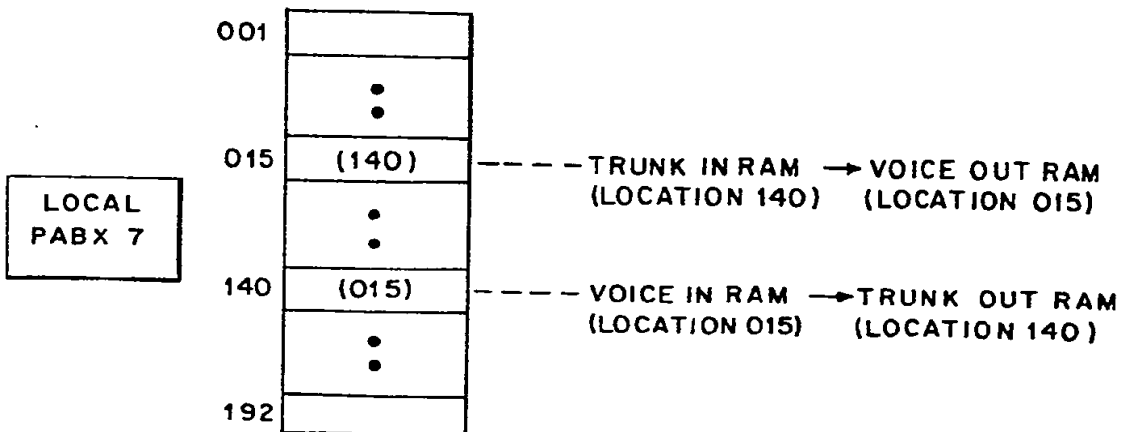 001
015 (140) TRUNK IN RAM → VOICE OUT RAM
(LOCATION 140) (LOCATION 015)
LOCAL
PABX 7
140 (015) VOICE IN RAM → TRUNK OUT RAM
(LOCATION 015) (LOCATION 140)
192